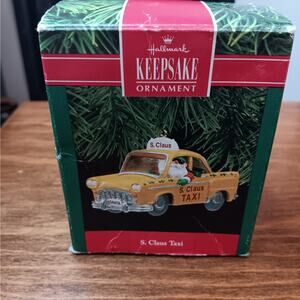 Hallmark
KEEPSAKE
ORNAMENT
S. Claus
S. Claus
TAXI
S. Claus Taxi